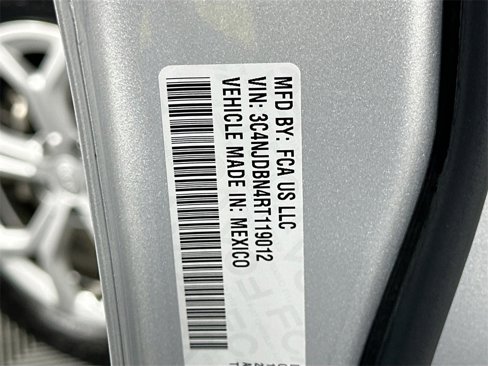 MFD BY: FCA US LLC
VIN: 3C4NJDBN4RT119012
VEHICLE MADE IN: MEXICO